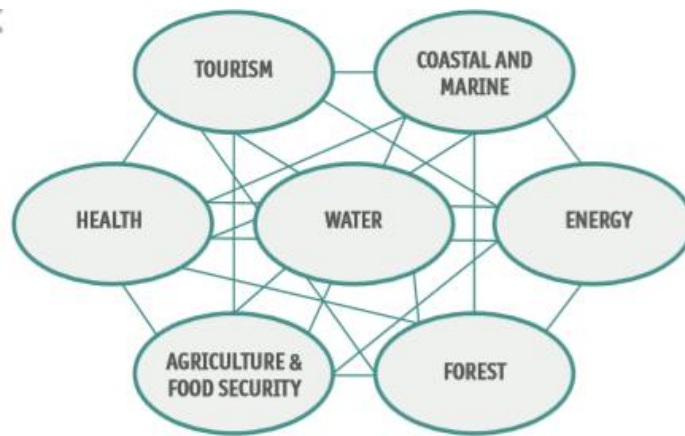 TOURISM
COASTAL AND
MARINE
HEALTH
WATER
ENERGY
AGRICULTURE &
FOOD SECURITY
FOREST